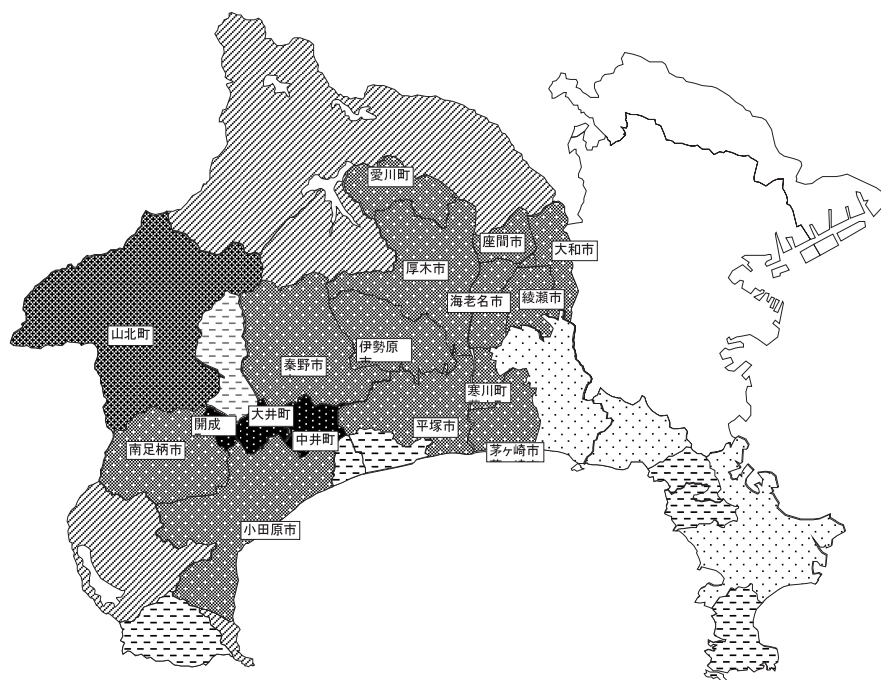 愛川町
座間市
大和市
厚木市
海老名市
綾瀬市
山北町
伊勢原
市
秦野市
寒川町
大井町
開成
平塚市
中井町
南足柄市
茅ヶ崎市
小田原市